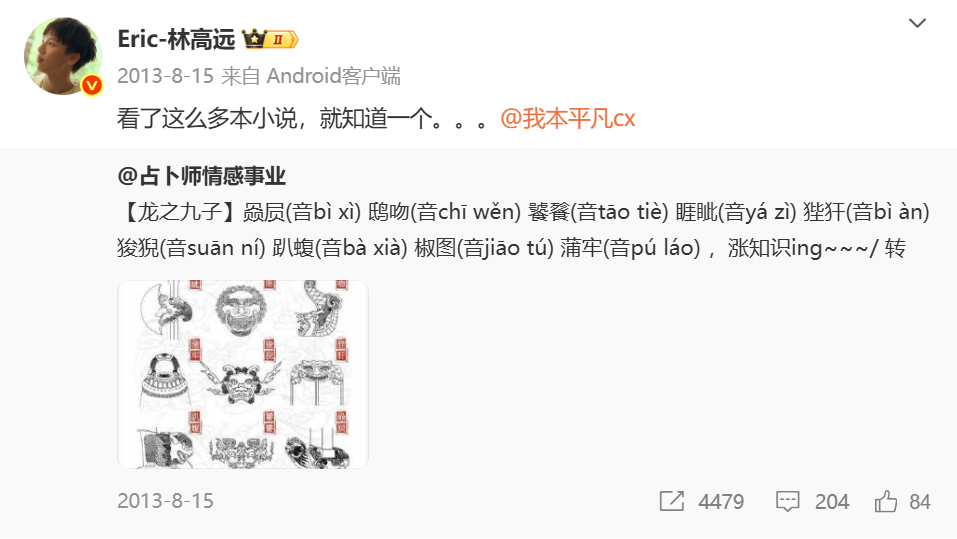 Eric-林高远 II
2013-8-15 来自 Android客户端
看了这么多本小说，就知道一个。。。@我本平凡cx
@占卜师情感事业
【龙之九子】赑屃(音bì xì) 鸱吻(音chī wěn) 饕餮(音tāo tiè) 睚眦(音yá zì) 狴犴(音bì àn)
狻猊(音suān ní) 趴蝮(音bà xià) 椒图(音jiāo tú) 蒲牢(音pú láo) ，涨知识ing~~~/ 转
2013-8-15
4479
204
84